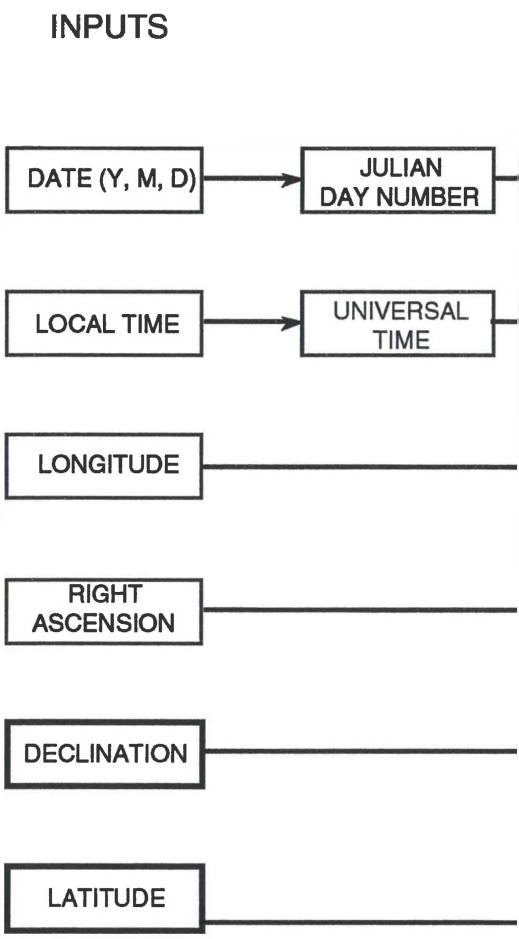 INPUTS
DATE (Y, M, D)
JULIAN
DAY NUMBER
LOCAL TIME
UNIVERSAL
TIME
LONGITUDE
RIGHT
ASCENSION
DECLINATION
LATITUDE